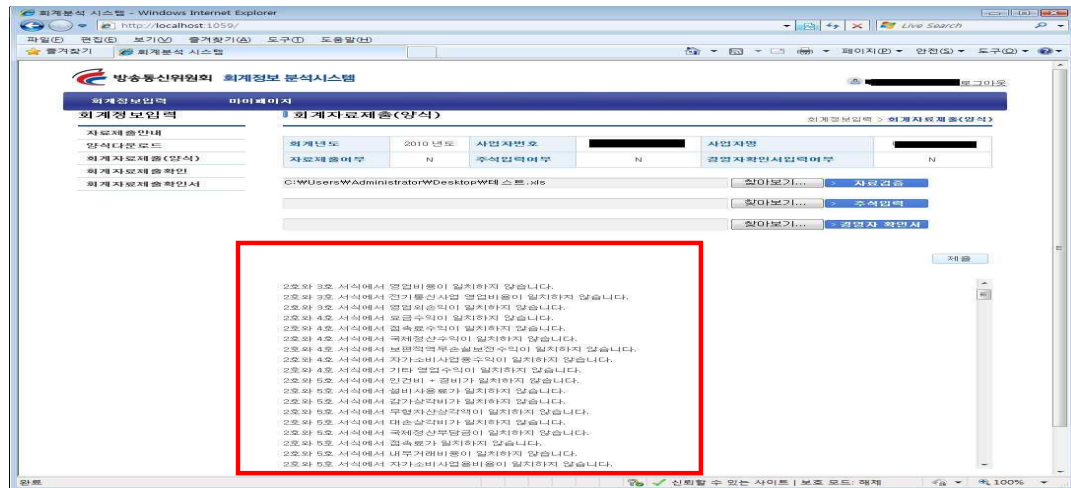 회계분석 시스템 - Windows Internet Explorer
http://localhost:1059/
Live Search
파일(F) 편집(E) 보기(V) 즐겨찾기(A) 도구(T) 도움말(H)
즐겨찾기 회계분석 시스템 페이지(P) 안전(S) 도구(O)
방송통신위원회 회계정보 분석시스템
로그아웃
회계정보입력 마이페이지
회계정보입력
회계자료제출(양식)
회계정보입력 > 회계자료제출(양식)
자료제출안내
양식다운로드
회계자료제출(양식)
회계자료제출확인
회계자료제출확인서
회계년도 2010년도 사업자번호 사업자명
자료제출여부 N 주석입력여부 N 경영자확인서입력여부 N
C:₩Users₩Administrator₩Desktop₩테스트.xls 찾아보기... > 자료검증
찾아보기... > 주석입력
찾아보기... > 경영자 확인서
제출
2호와 3호 서식에서 영업비용이 일치하지 않습니다.
2호와 3호 서식에서 전기통신사업 영업비용이 일치하지 않습니다.
2호와 3호 서식에서 영업외손익이 일치하지 않습니다.
2호와 4호 서식에서 요금수익이 일치하지 않습니다.
2호와 4호 서식에서 접속료수익이 일치하지 않습니다.
2호와 4호 서식에서 국제정산수익이 일치하지 않습니다.
2호와 4호 서식에서 보편적역무손실보전수익이 일치하지 않습니다.
2호와 4호 서식에서 자가소비사업용수익이 일치하지 않습니다.
2호와 4호 서식에서 기타 영업수익이 일치하지 않습니다.
2호와 5호 서식에서 인건비 + 경비가 일치하지 않습니다.
2호와 5호 서식에서 설비사용료가 일치하지 않습니다.
2호와 5호 서식에서 감가상각비가 일치하지 않습니다.
2호와 5호 서식에서 무형자산상각액이 일치하지 않습니다.
2호와 5호 서식에서 대손상각비가 일치하지 않습니다.
2호와 5호 서식에서 국제정산부담금이 일치하지 않습니다.
2호와 5호 서식에서 접속료가 일치하지 않습니다.
2호와 5호 서식에서 내부거래비용이 일치하지 않습니다.
2호와 5호 서식에서 자가소비사업용비용이 일치하지 않습니다.
완료 신뢰할 수 있는 사이트 | 보호 모드: 해제 100%